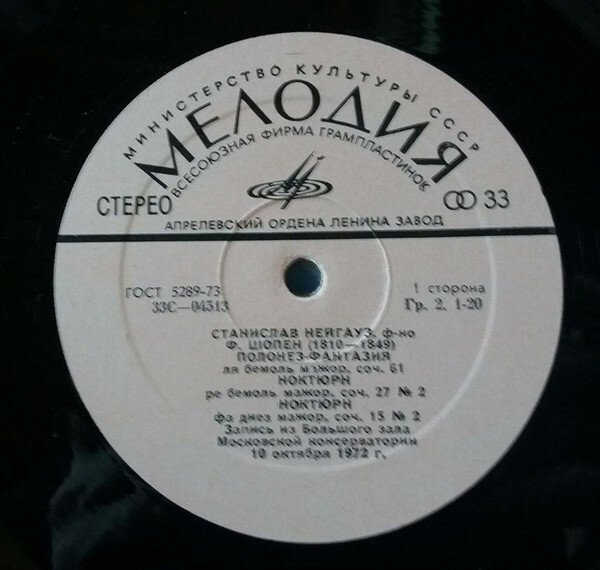 МИНИСТЕРСТВО КУЛЬТУРЫ СССР
МЕЛОДИЯ
ВСЕСОЮЗНАЯ ФИРМА ГРАМПЛАСТИНОК
СТЕРЕО 33
АПРЕЛЕВСКИЙ ОРДЕНА ЛЕНИНА ЗАВОД
ГОСТ 5289-73 1 сторона
33С—04313 Гр. 2. 1-20
СТАНИСЛАВ НЕЙГАУЗ, ф-но
Ф. ШОПЕН (1810—1849)
ПОЛОНЕЗ-ФАНТАЗИЯ
ля бемоль мажор, соч. 61
НОКТЮРН
ре бемоль мажор, соч. 27 № 2
НОКТЮРН
фа диез мажор, соч. 15 № 2
Запись из Большого зала
Московской консерватории
10 октября 1972 г.